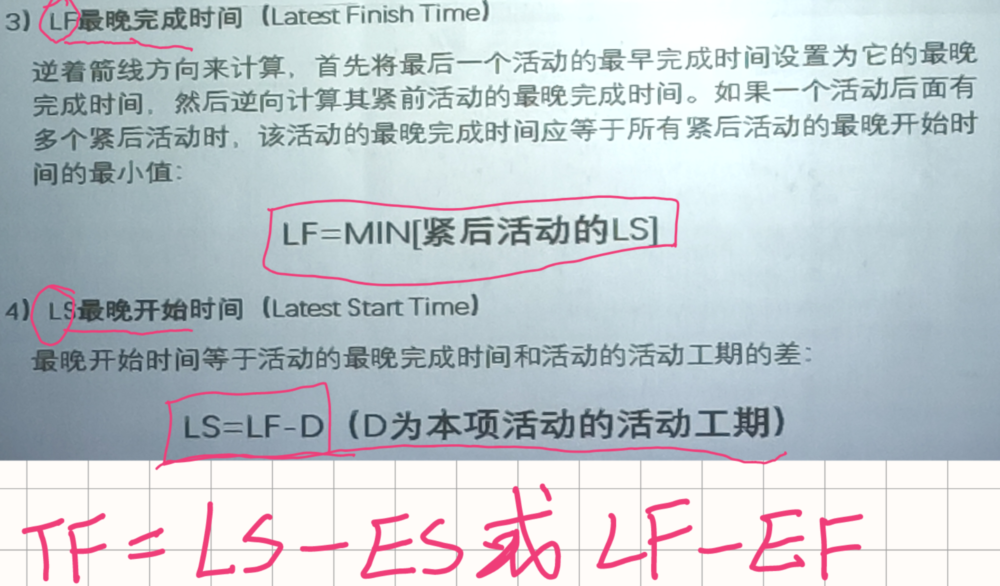 3) LF最晚完成时间（Latest Finish Time）
逆着箭线方向来计算，首先将最后一个活动的最早完成时间设置为它的最晚
完成时间，然后逆向计算其紧前活动的最晚完成时间。如果一个活动后面有
多个紧后活动时，该活动的最晚完成时间应等于所有紧后活动的最晚开始时
间的最小值：
LF=MIN[紧后活动的LS]
4) LS最晚开始时间（Latest Start Time）
最晚开始时间等于活动的最晚完成时间和活动的活动工期的差：
LS=LF-D（D为本项活动的活动工期）
TF=LS-ES或LF-EF